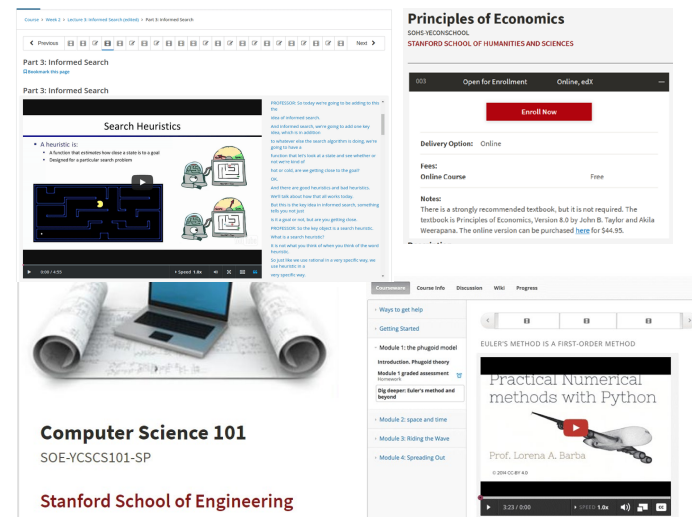 Course > Week 2 > Lecture 3: Informed Search (edited) > Part 3: Informed Search
Previous
Next
Part 3: Informed Search
Bookmark this page
Part 3: Informed Search
Search Heuristics
A heuristic is:
A function that estimates how close a state is to a goal
Designed for a particular search problem
0:00 / 4:55
Speed 1.0x
PROFESSOR: So today we're going to be adding to this the
idea of informed search.
And informed search, we're going to add one key
idea, which is in addition
to whatever else the search algorithm is doing, we're
going to have a
function that let's look at a state and see whether or
not we're kind of
hot or cold, are we getting close to the goal?
OK.
And there are good heuristics and bad heuristics.
We'll talk about how that all works today.
But this is the key idea in informed search, something
tells you not just
is it a goal or not, but are you getting close.
PROFESSOR: So the key object is a search heuristic.
What is a search heuristic?
It is not what you think of when you think of the word
heuristic.
So just like we use rational in a very specific way, we
use heuristic in a
very specific way.
Principles of Economics
SOHS-YECONSCHOOL
STANFORD SCHOOL OF HUMANITIES AND SCIENCES
003 Open for Enrollment Online, edX
Enroll Now
Delivery Option: Online
Fees:
Online Course Free
Notes:
There is a strongly recommended textbook, but it is not required. The
textbook is Principles of Economics, Version 8.0 by John B. Taylor and Akila
Weerapana. The online version can be purchased here for $44.95.
Computer Science 101
SOE-YCSCS101-SP
Stanford School of Engineering
Courseware Course Info Discussion Wiki Progress
Ways to get help
Getting Started
Module 1: the phugoid model
Introduction. Phugoid theory
Module 1 graded assessment
Homework
Dig deeper: Euler's method and
beyond
Module 2: space and time
Module 3: Riding the Wave
Module 4: Spreading Out
EULER'S METHOD IS A FIRST-ORDER METHOD
Practical Numerical
methods with Python
Prof. Lorena A. Barba
© 2014 CC-BY 4.0
3:23 / 0:00
SPEED 1.0x
CC